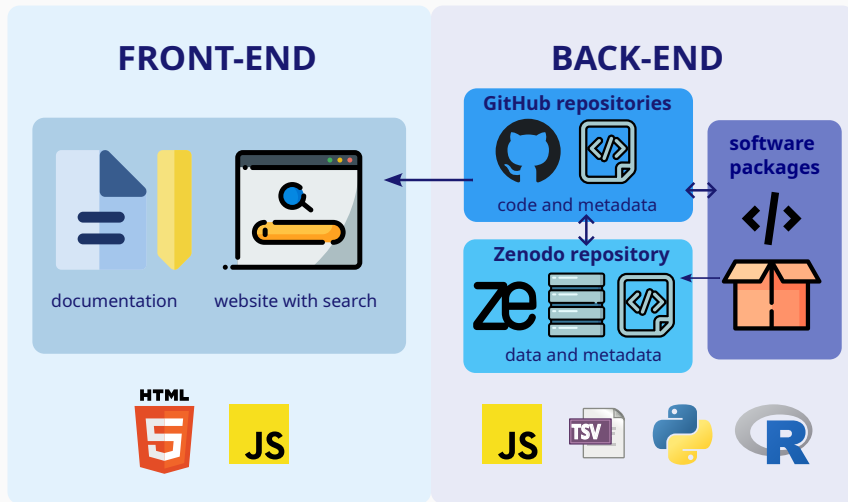 FRONT-END
documentation
website with search
HTML
5
JS
BACK-END
GitHub repositories
</>
code and metadata
Zenodo repository
ze
</>
data and metadata
software
packages
</>
JS
TSV
R